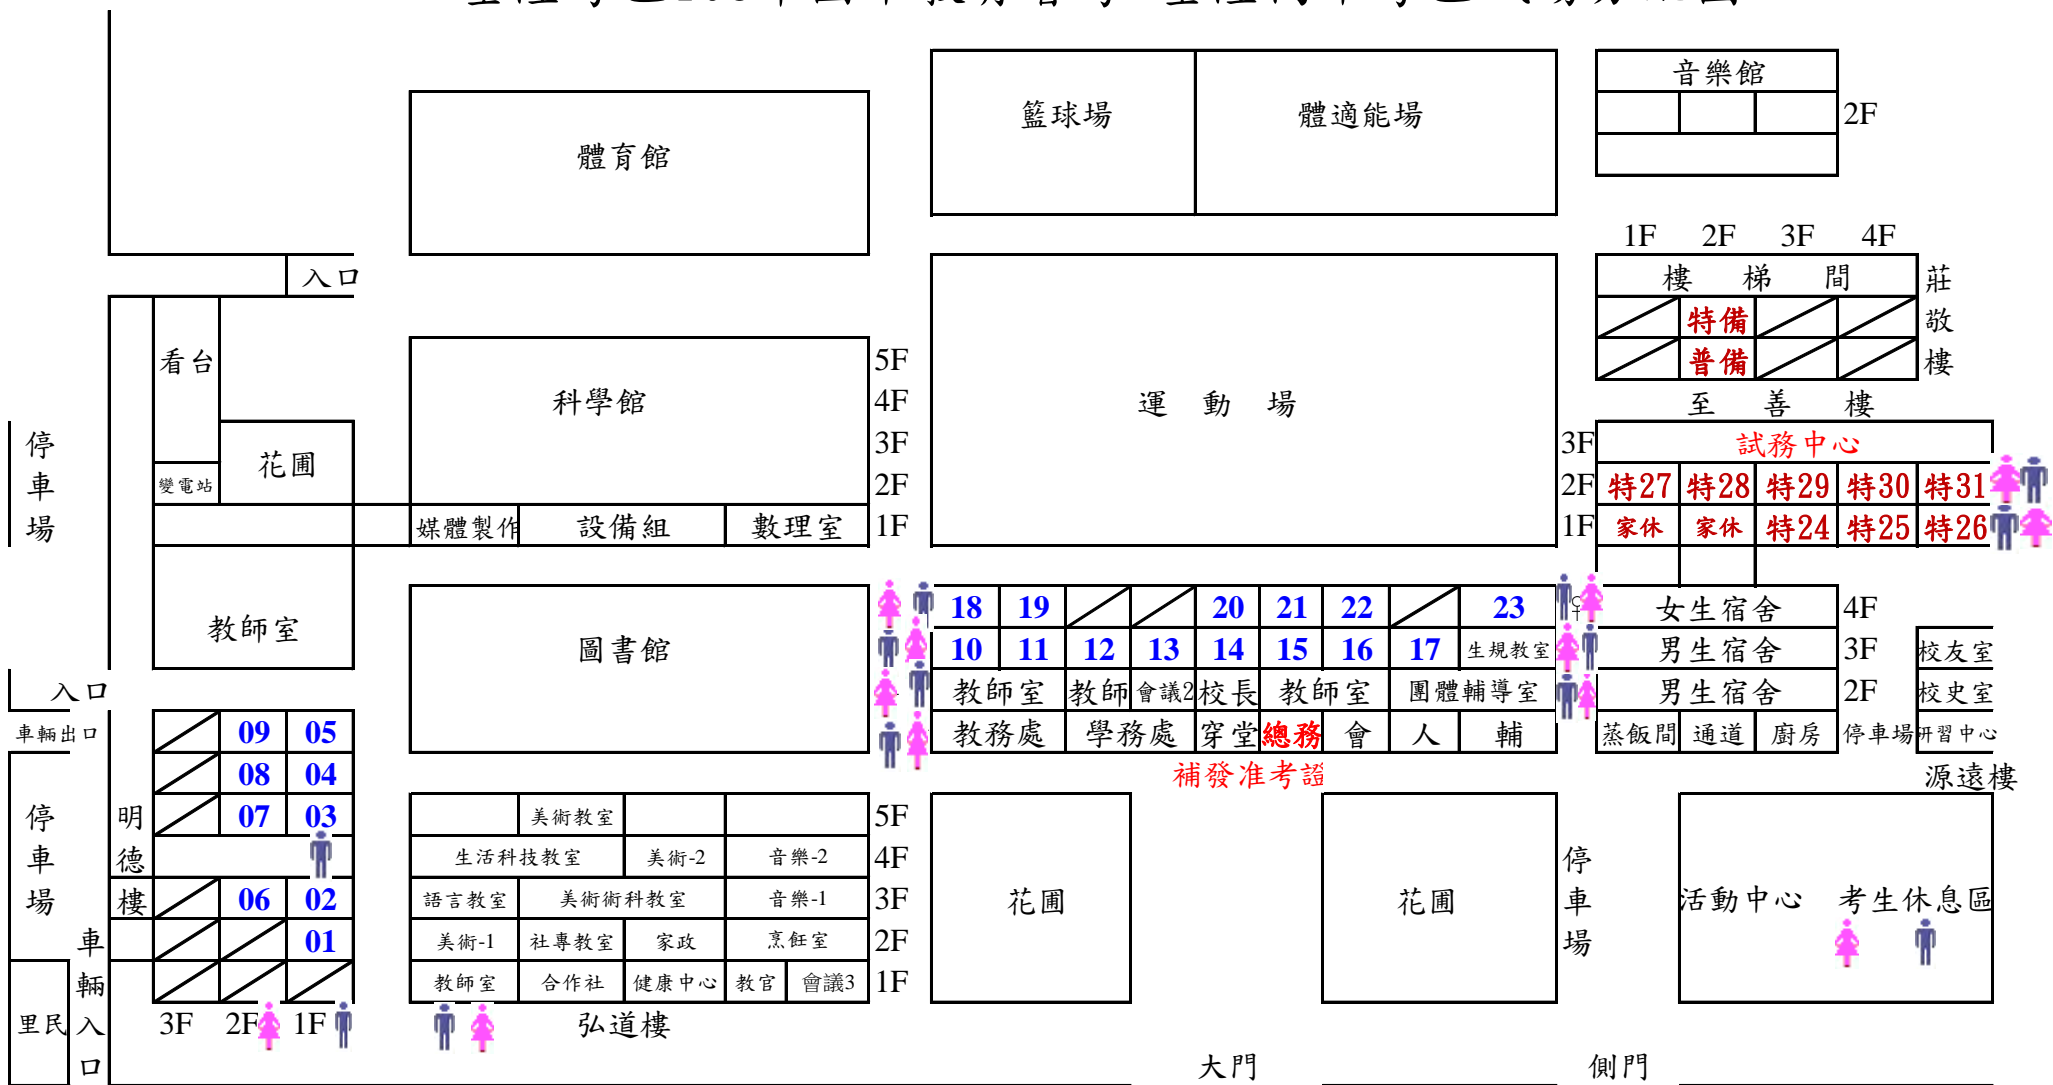 音樂館
籃球場 體適能場 2F
體育館
1F 2F 3F 4F
入口 樓梯間 莊敬樓
特備
看台 5F 普備
科學館 4F 運動場 至善樓
停車場 花圃 3F 3F 試務中心
變電站 2F 2F 特27 特28 特29 特30 特31
媒體製作 設備組 數理室 1F 1F 家休 家休 特24 特25 特26
教師室 圖書館 18 19 20 21 22 23 女生宿舍 4F
10 11 12 13 14 15 16 17 生規教室 男生宿舍 3F 校友室
入口 教師室 教師 會議2 校長 教師室 團體輔導室 男生宿舍 2F 校史室
車輛出口 09 05 教務處 學務處 穿堂 總務 會 人 輔 蒸飯間 通道 廚房 停車場 研習中心
08 04 補發准考證 源遠樓
停車場 明德樓 07 03 美術教室 5F
生活科技教室 美術-2 音樂-2 4F 停車場
06 02 語言教室 美術術科教室 音樂-1 3F 花圃 花圃 活動中心 考生休息區
車輛入口 01 美術-1 社專教室 家政 烹飪室 2F
教師室 合作社 健康中心 教官 會議3 1F
里民 3F 2F 1F 弘道樓
大門 側門